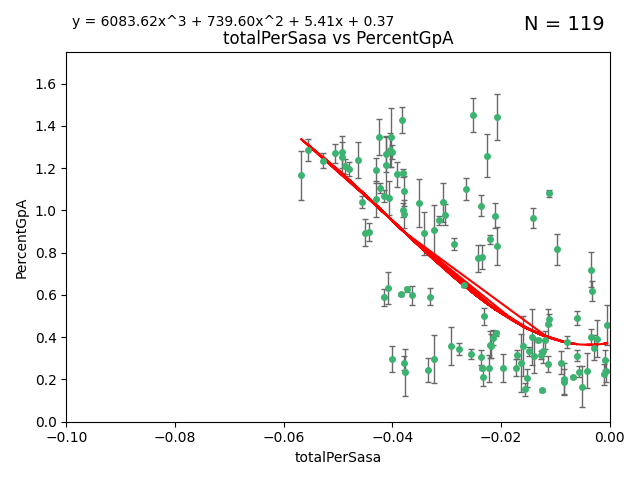 y = 6083.62x^3 + 739.60x^2 + 5.41x + 0.37
N = 119
totalPerSasa vs PercentGpA
1.6
1.4
1.2
1.0
0.8
0.6
0.4
0.2
0.0
PercentGpA
−0.10 −0.08 −0.06 −0.04 −0.02 0.00
totalPerSasa